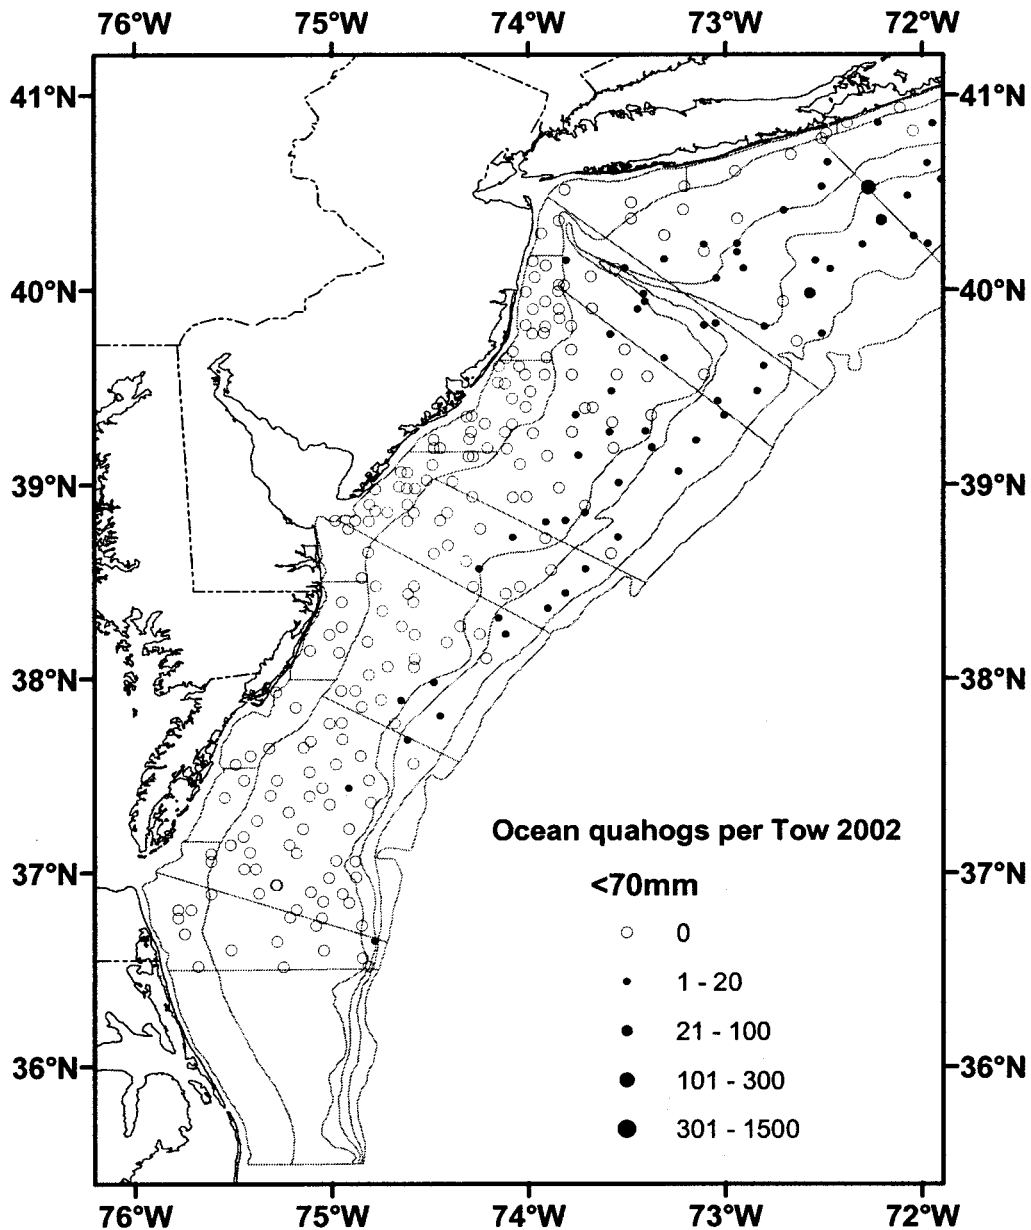 76°W 75°W 74°W 73°W 72°W
41°N 41°N
40°N 40°N
39°N 39°N
38°N 38°N
37°N 37°N
36°N 36°N
Ocean quahogs per Tow 2002
<70mm
0
1 - 20
21 - 100
101 - 300
301 - 1500
76°W 75°W 74°W 73°W 72°W